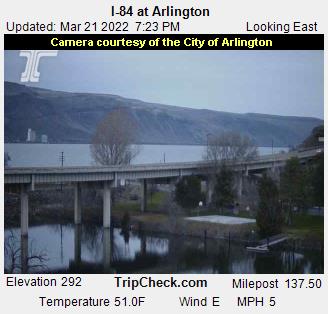 I-84 at Arlington
Updated: Mar 21 2022 7:23 PM Looking East
Camera courtesy of the City of Arlington
Elevation 292 TripCheck.com Milepost 137.50
Temperature 51.0F Wind E MPH 5